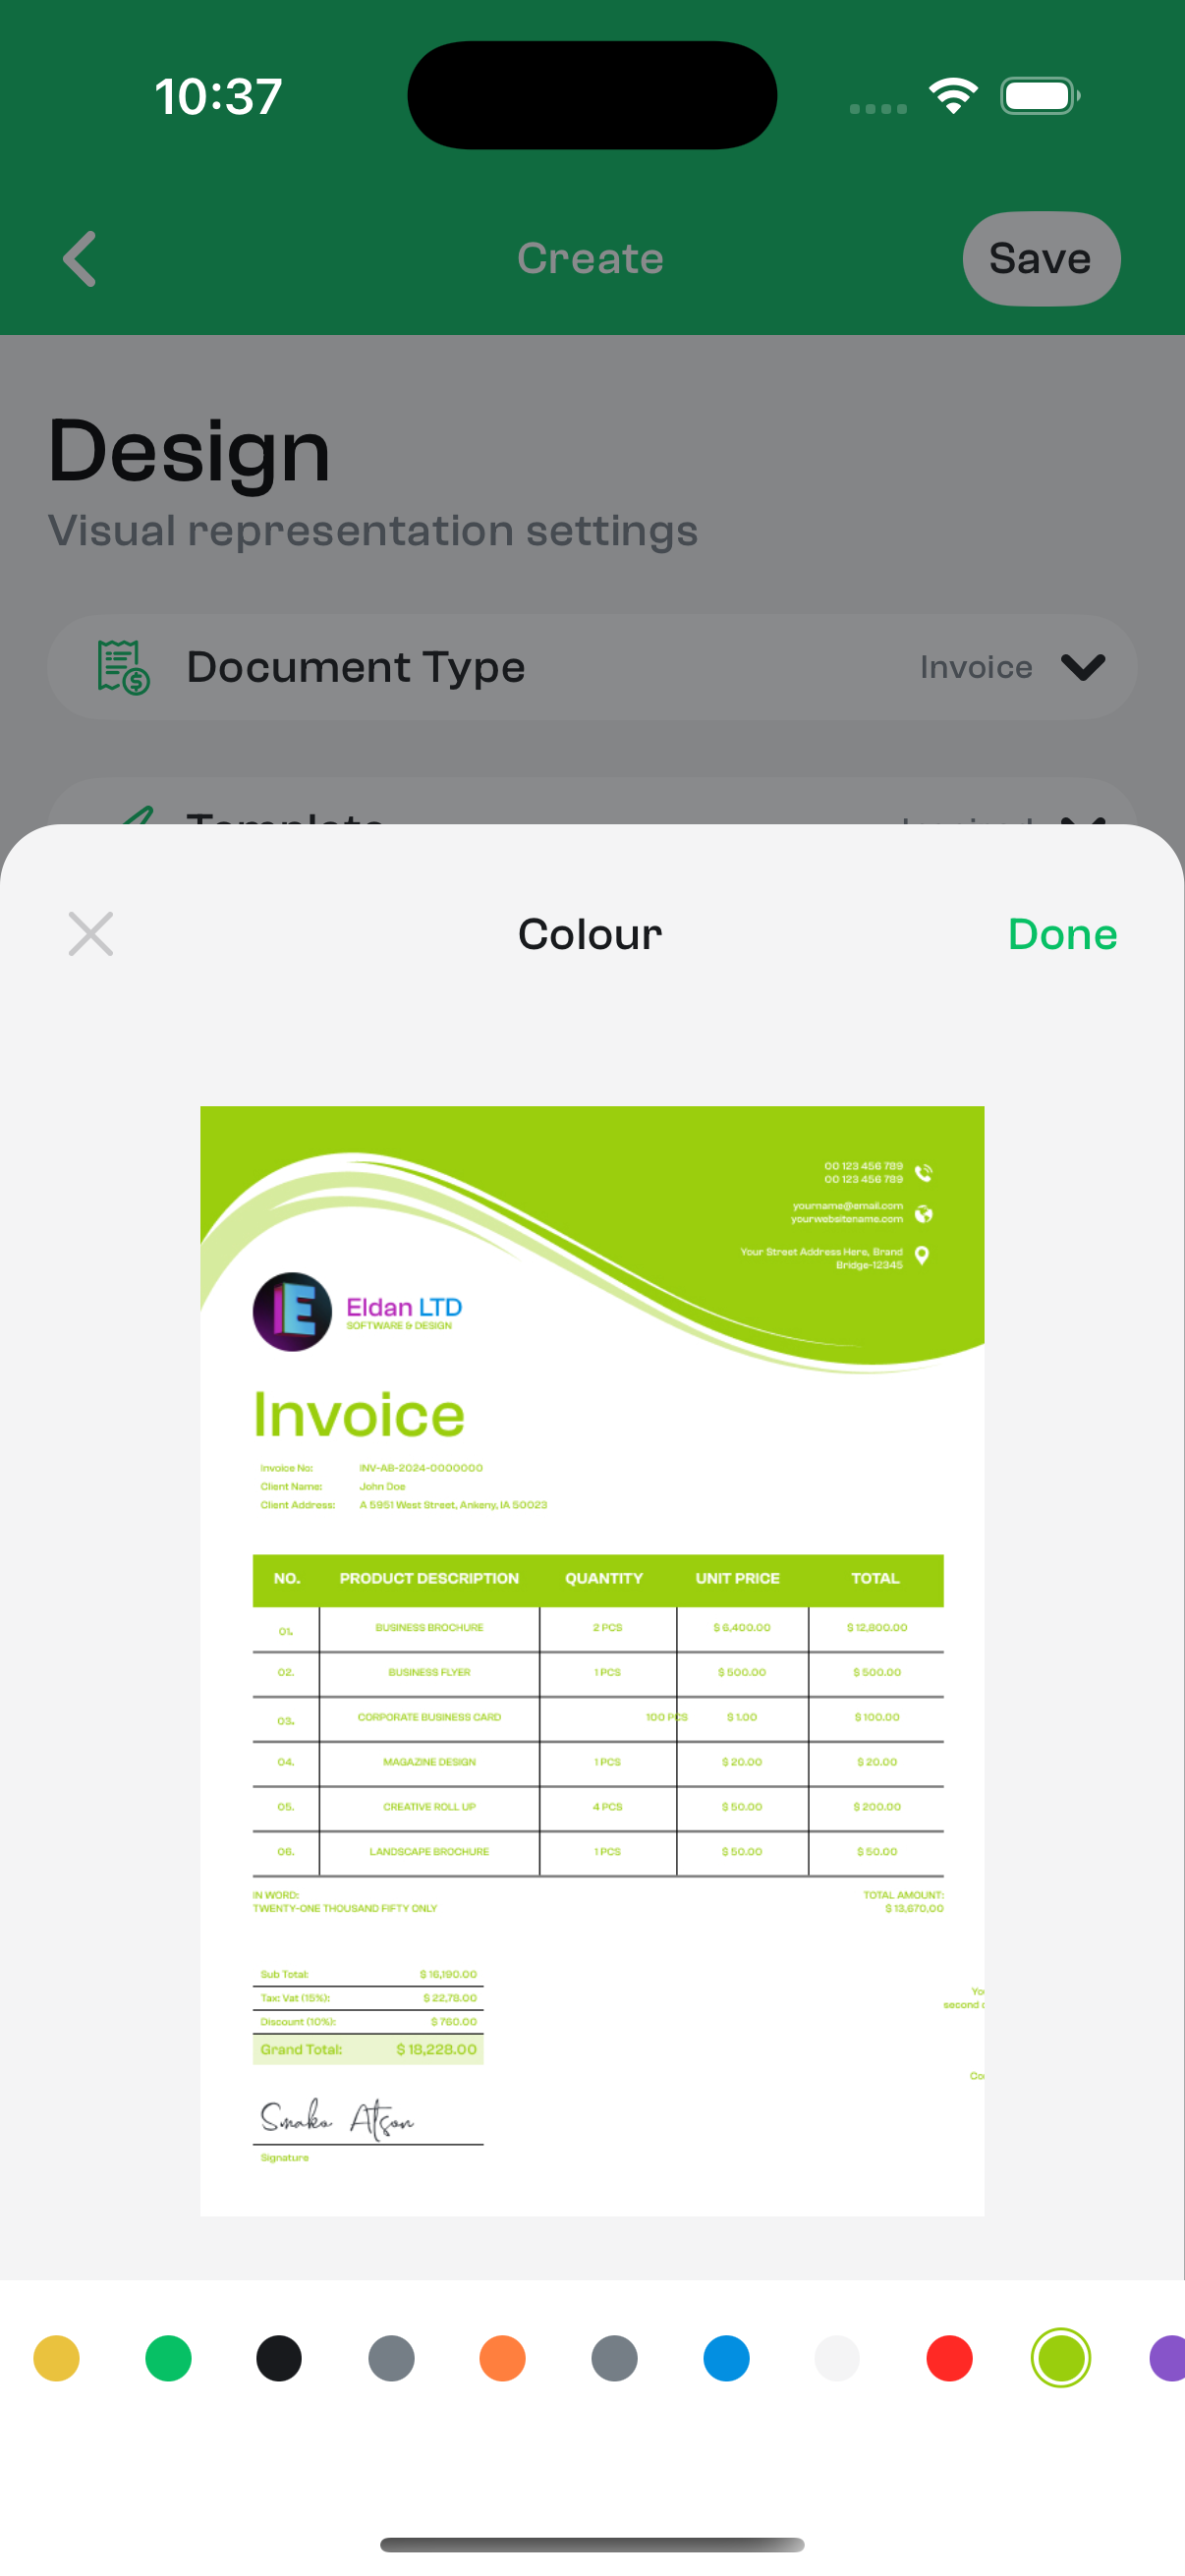 10:37
Create
Save
Design
Visual representation settings
Document Type
Invoice
Colour
Done
00 123 456 789
00 123 456 789
yourname@email.com
yourwebsitename.com
Your Street Address Here, Brand
Bridge-12345
E
Eldan LTD
SOFTWARE & DESIGN
Invoice
Invoice No: INV-AB-2024-0000000
Client Name: John Doe
Client Address: A 5951 West Street, Ankeny, IA 50023
NO. PRODUCT DESCRIPTION QUANTITY UNIT PRICE TOTAL
01. BUSINESS BROCHURE 2 PCS $ 6,400.00 $ 12,800.00
02. BUSINESS FLYER 1 PCS $ 500.00 $ 500.00
03. CORPORATE BUSINESS CARD 100 PCS $ 1.00 $ 100.00
04. MAGAZINE DESIGN 1 PCS $ 20.00 $ 20.00
05. CREATIVE ROLL UP 4 PCS $ 50.00 $ 200.00
06. LANDSCAPE BROCHURE 1 PCS $ 50.00 $ 50.00
IN WORD: TOTAL AMOUNT:
TWENTY-ONE THOUSAND FIFTY ONLY $ 13,670,00
Sub Total: $ 16,190.00
Tax: Vat (15%): $ 22,78.00
Discount (10%): $ 760.00
Grand Total: $ 18,228.00
second
Smako Atson
Signature